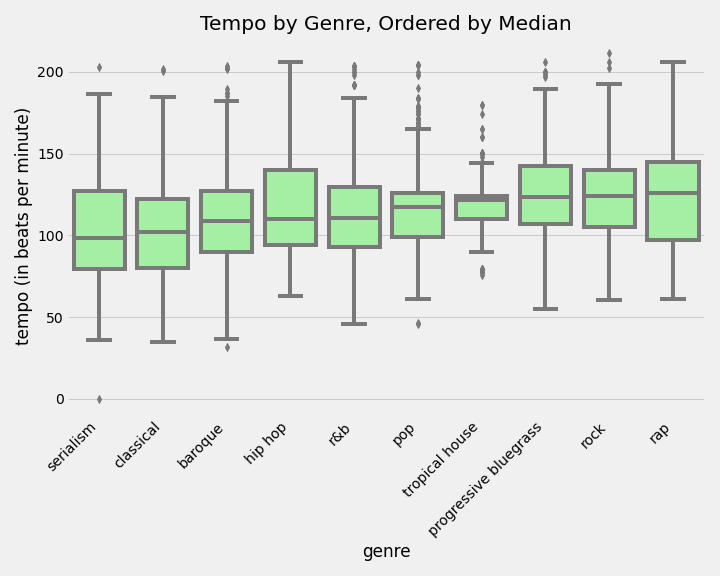 Tempo by Genre, Ordered by Median
tempo (in beats per minute)
200
150
100
50
0
serialism
classical
baroque
hip hop
r&b
pop
tropical house
progressive bluegrass
rock
rap
genre